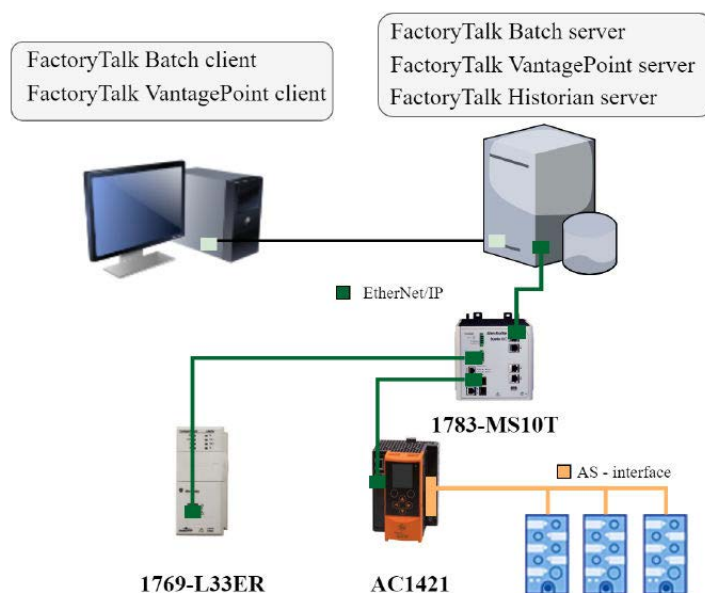 FactoryTalk Batch client
FactoryTalk VantagePoint client
FactoryTalk Batch server
FactoryTalk VantagePoint server
FactoryTalk Historian server
EtherNet/IP
1783-MS10T
AS - interface
1769-L33ER
AC1421